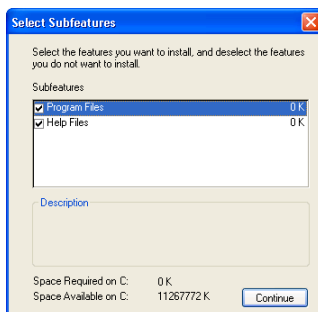 Select Subfeatures
Select the features you want to install, and deselect the features
you do not want to install.
Subfeatures
Program Files 0 K
Help Files 0 K
Description
Space Required on C: 0 K
Space Available on C: 11267772 K
Continue